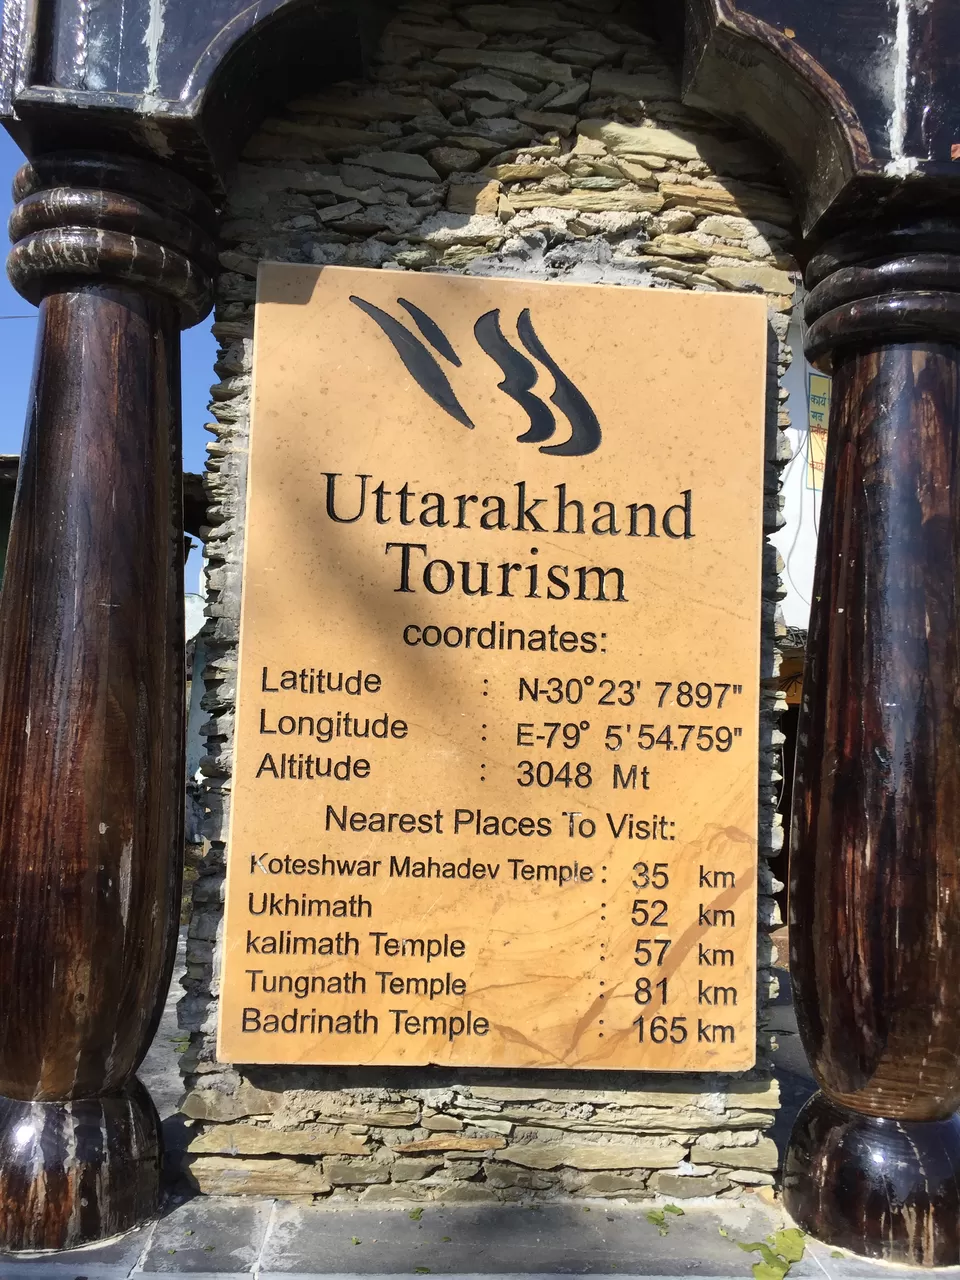 Uttarakhand
Tourism
coordinates:
Latitude : N-30°23' 7897"
Longitude : E-79° 5'54.759"
Altitude : 3048 Mt
Nearest Places To Visit:
Koteshwar Mahadev Temple : 35 km
Ukhimath : 52 km
kalimath Temple : 57 km
Tungnath Temple : 81 km
Badrinath Temple : 165 km
कार्य